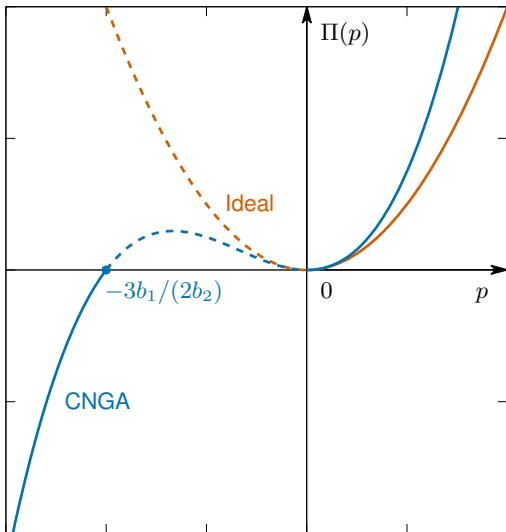 Π(p)
Ideal
−3b₁/(2b₂)
0
p
CNGA